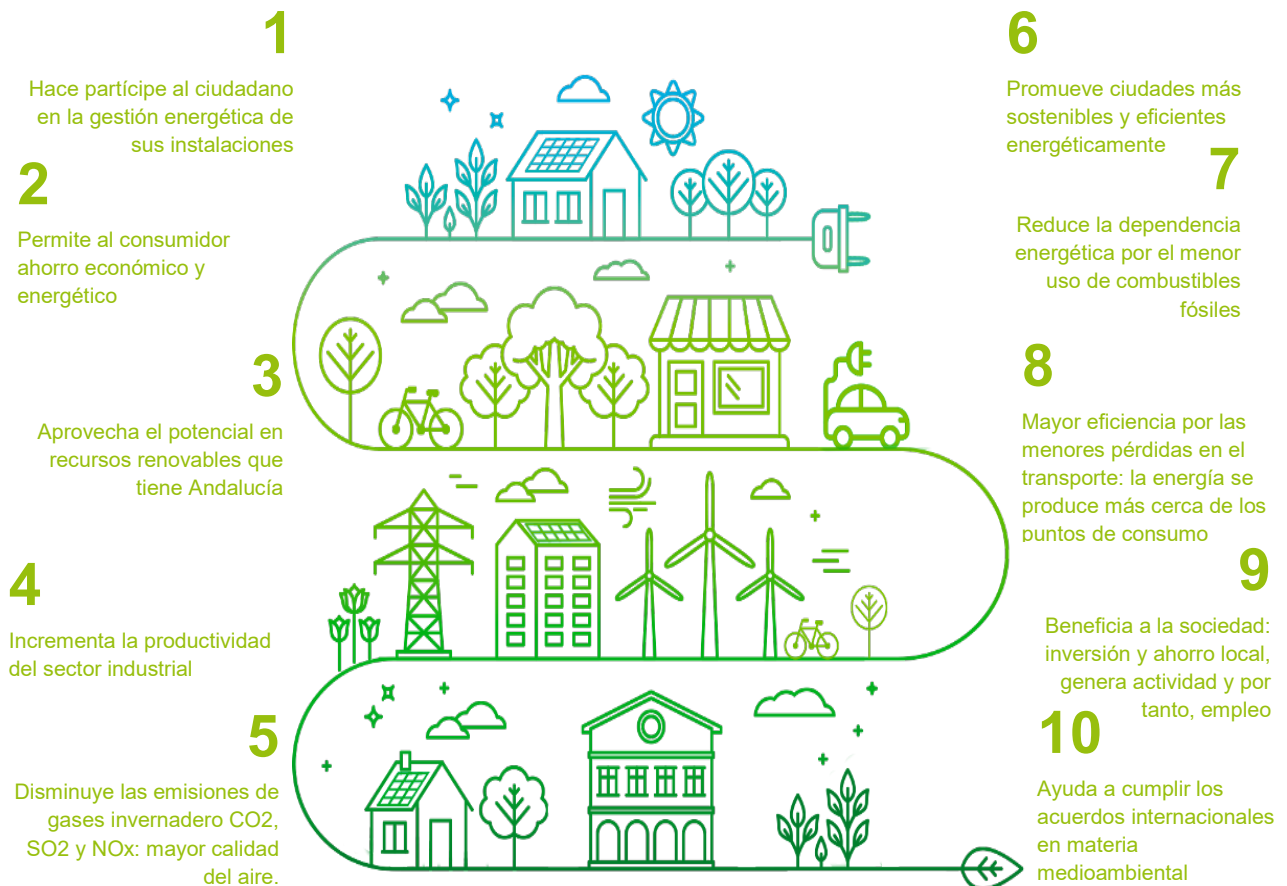 1
Hace partícipe al ciudadano
en la gestión energética de
sus instalaciones
2
Permite al consumidor
ahorro económico y
energético
3
Aprovecha el potencial en
recursos renovables que
tiene Andalucía
4
Incrementa la productividad
del sector industrial
5
Disminuye las emisiones de
gases invernadero CO2,
SO2 y NOx: mayor calidad
del aire.
6
Promueve ciudades más
sostenibles y eficientes
energéticamente
7
Reduce la dependencia
energética por el menor
uso de combustibles
fósiles
8
Mayor eficiencia por las
menores pérdidas en el
transporte: la energía se
produce más cerca de los
puntos de consumo
9
Beneficia a la sociedad:
inversión y ahorro local,
genera actividad y por
tanto, empleo
10
Ayuda a cumplir los
acuerdos internacionales
en materia
medioambiental